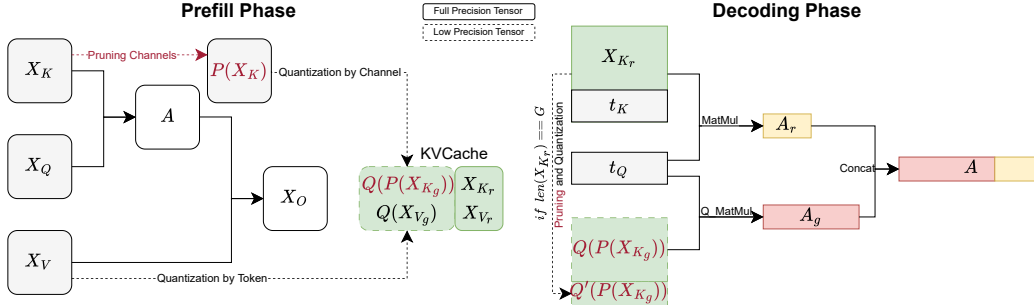 Prefill Phase
Full Precision Tensor
Low Precision Tensor
Decoding Phase
X_K
Pruning Channels
P(X_K)
Quantization by Channel
A
X_Q
X_O
X_V
Quantization by Token
KVCache
Q(P(X_{K_g}))
X_{K_r}
Q(X_{V_g})
X_{V_r}
if len(X_{K_r}) == G
Pruning and Quantization
X_{K_r}
t_K
t_Q
MatMul
A_r
Concat
A
Q_MatMul
A_g
Q(P(X_{K_g}))
Q'(P(X_{K_g}))